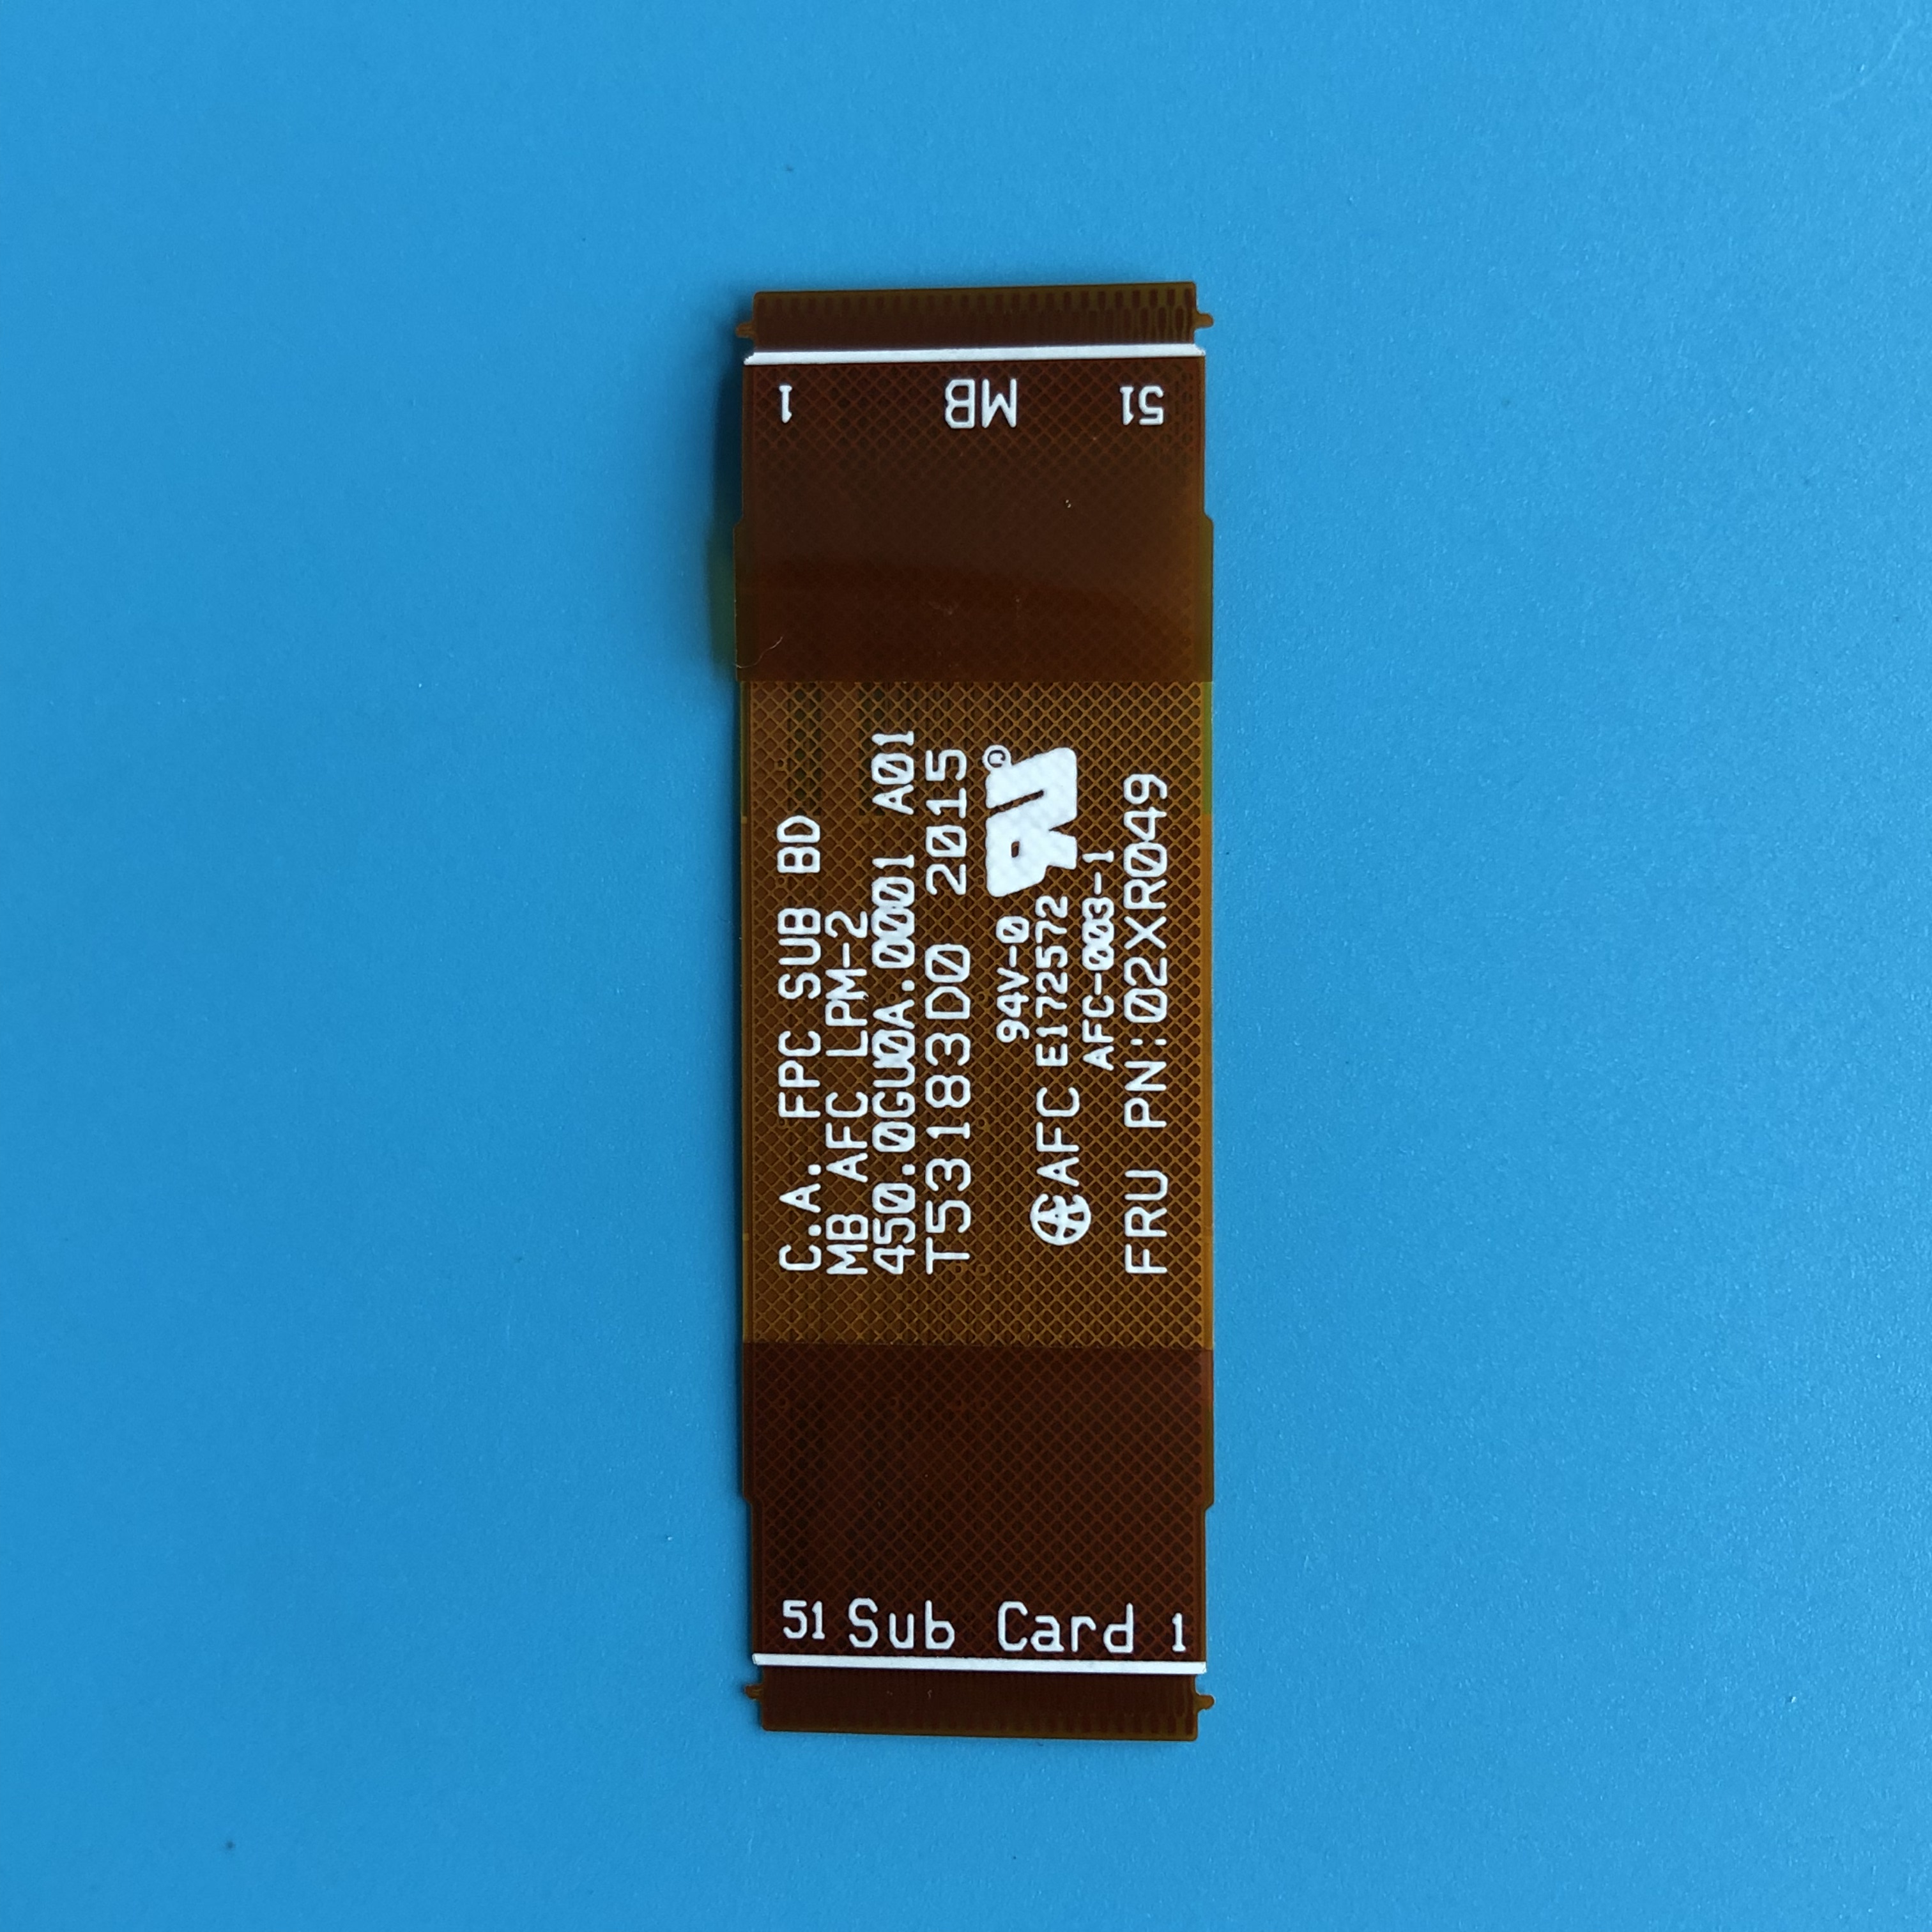 1 MB 51
C.A. FPC SUB BD
MB AFC LPM-2
450.0GU0A.0001 A01
T53183D0 2015
94V-0
AFC E172572
AFC-003-1
FRU PN:02XR049
51 Sub Card 1